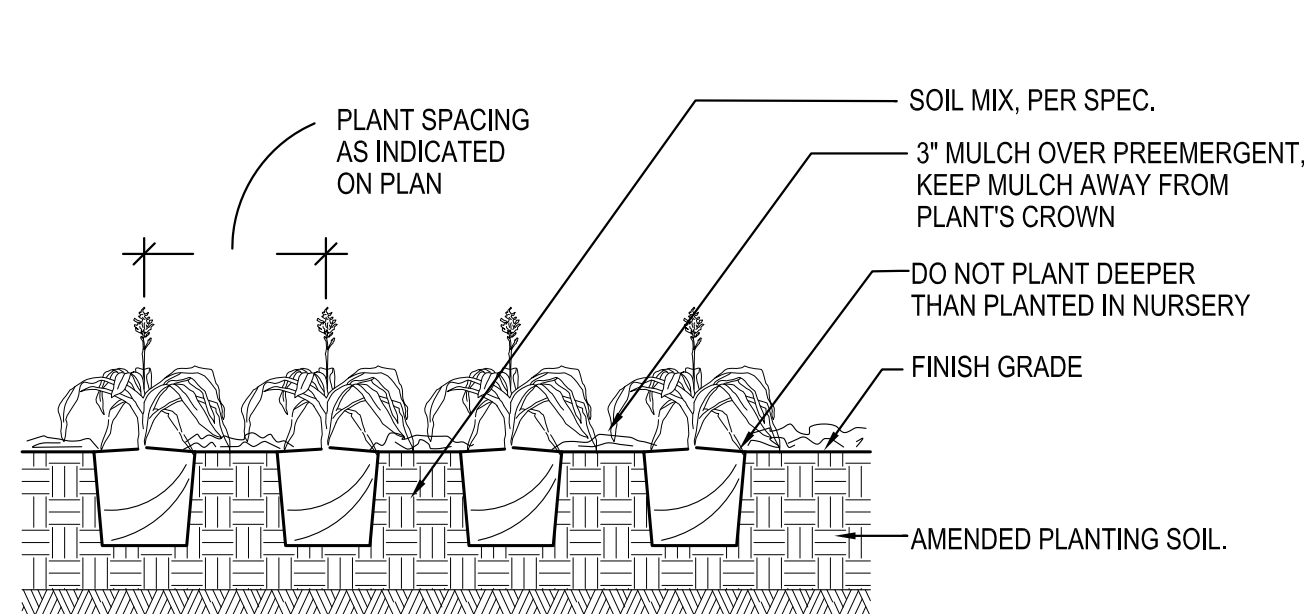 PLANT SPACING
AS INDICATED
ON PLAN
SOIL MIX, PER SPEC.
3" MULCH OVER PREEMERGENT,
KEEP MULCH AWAY FROM
PLANT'S CROWN
DO NOT PLANT DEEPER
THAN PLANTED IN NURSERY
FINISH GRADE
AMENDED PLANTING SOIL.